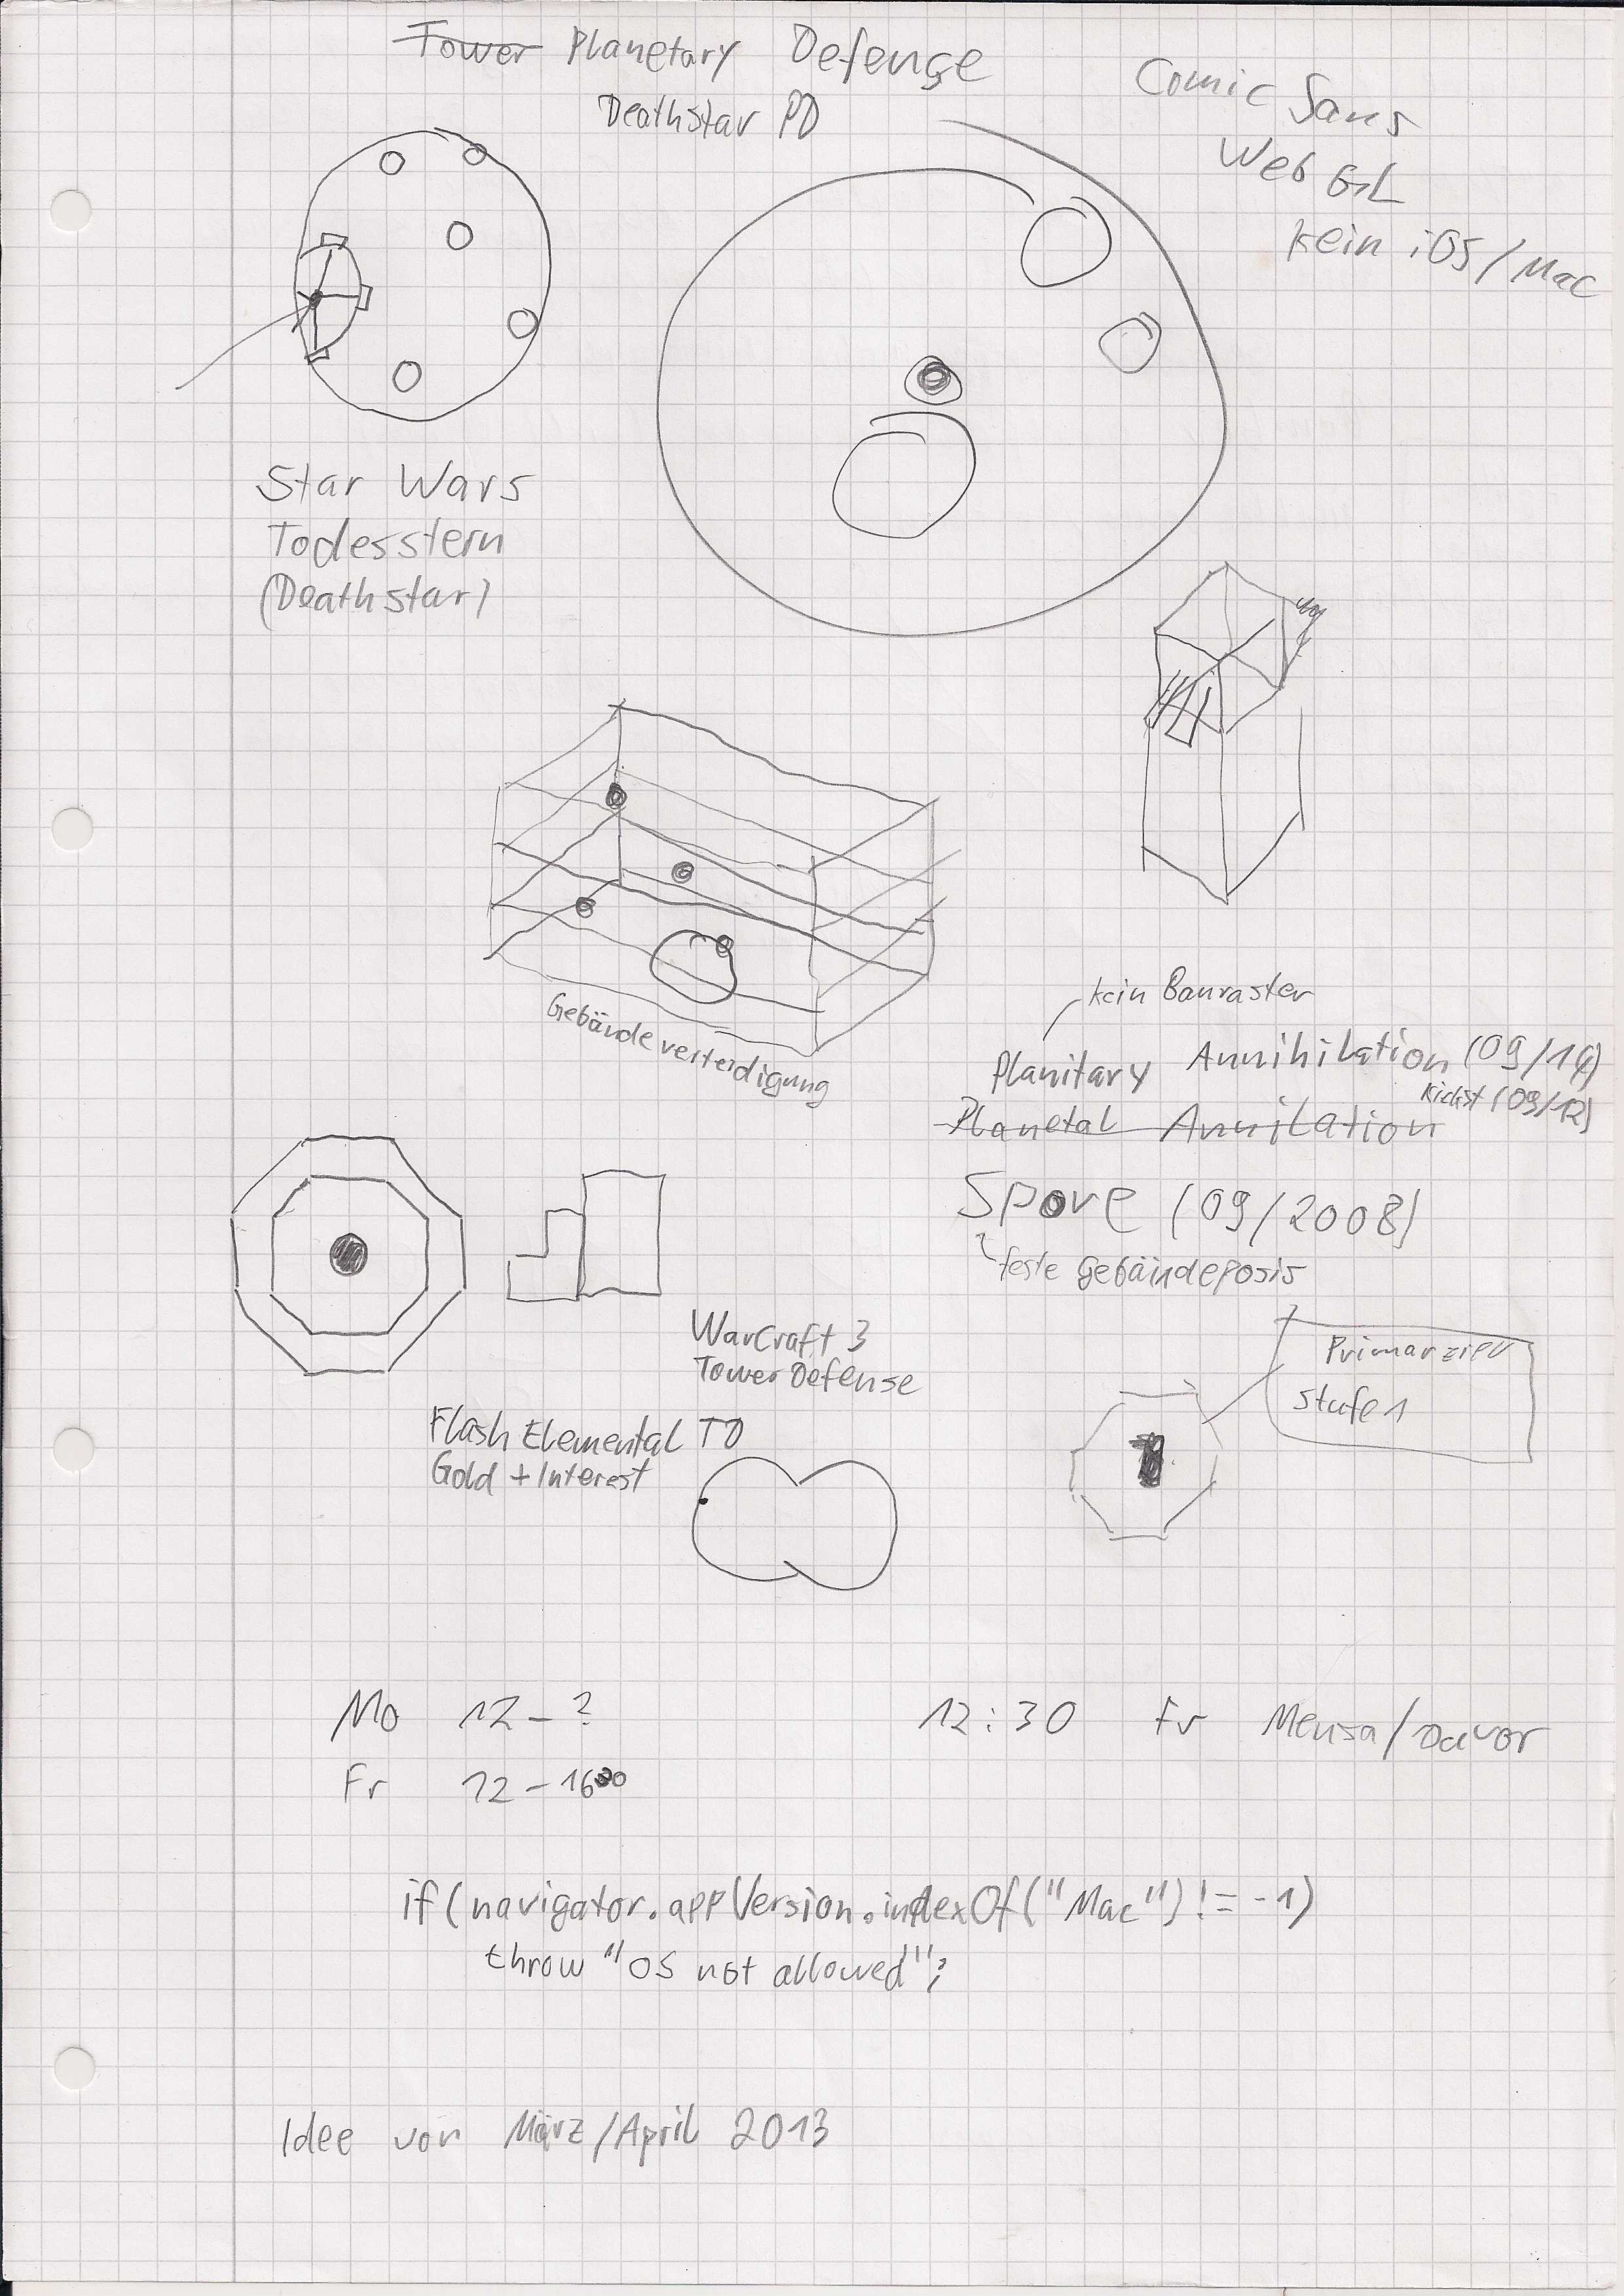 Tower Planetary Defense
Deathstar PD
Comic Sans
WebGL
kein iOS/Mac
Star Wars
Todesstern
(Deathstar)
Gebäudeverteidigung
kein Bauraster
Planitary Annihilation (09/14)
Kickst (09/12)
Planetal Annilation
Spore (09/2008)
feste Gebäudeposis
WarCraft 3
Tower Defense
Primärziel
Stufe 1
Flash Elemental TD
Gold + Interest
Mo 12 - ?
12:30 Fr Mensa/Davor
Fr 12 - 16
if (navigator.appVersion.indexOf("Mac") != -1)
throw "OS not allowed";
Idee von März/April 2013